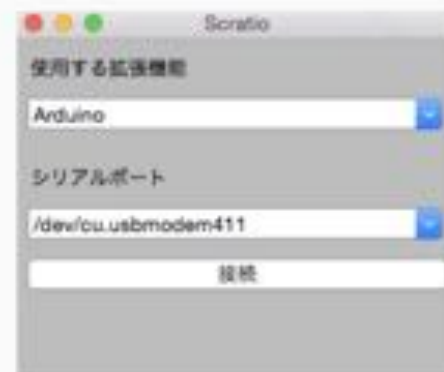 Scratio
使用する拡張機能
Arduino
シリアルポート
/dev/cu.usbmodem411
接続